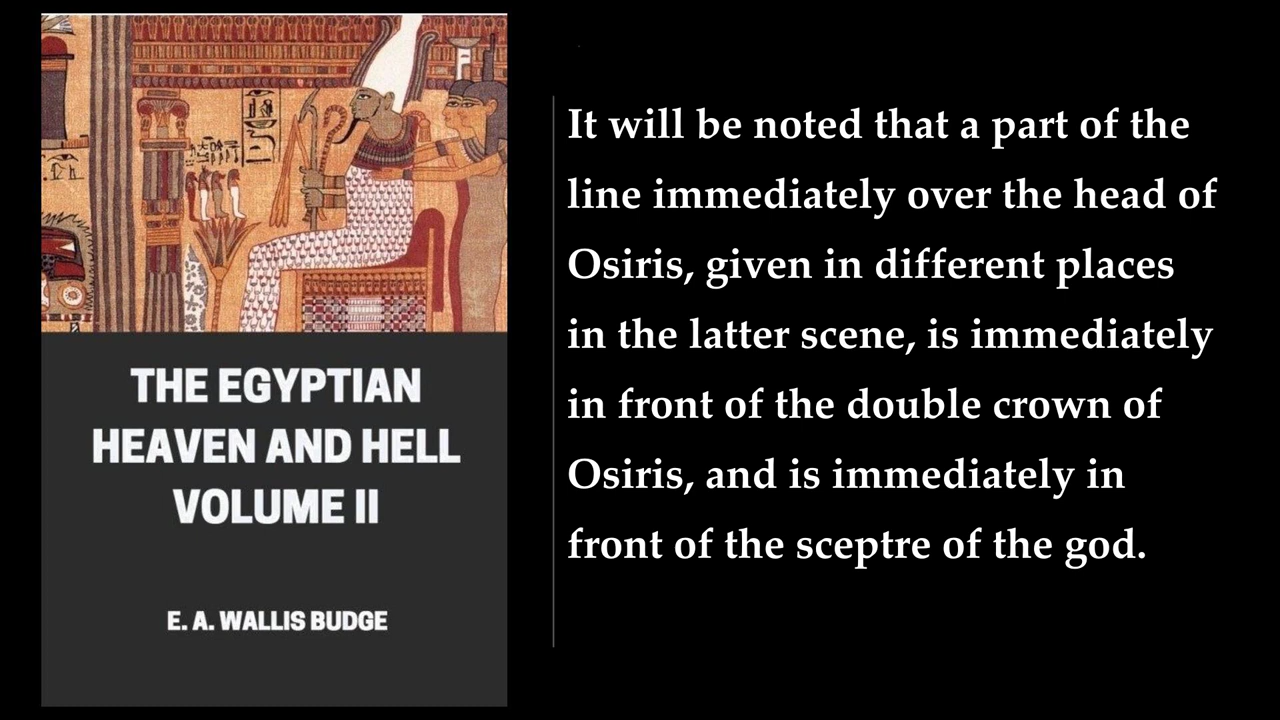 THE EGYPTIAN
HEAVEN AND HELL
VOLUME II
E. A. WALLIS BUDGE
It will be noted that a part of the
line immediately over the head of
Osiris, given in different places
in the latter scene, is immediately
in front of the double crown of
Osiris, and is immediately in
front of the sceptre of the god.